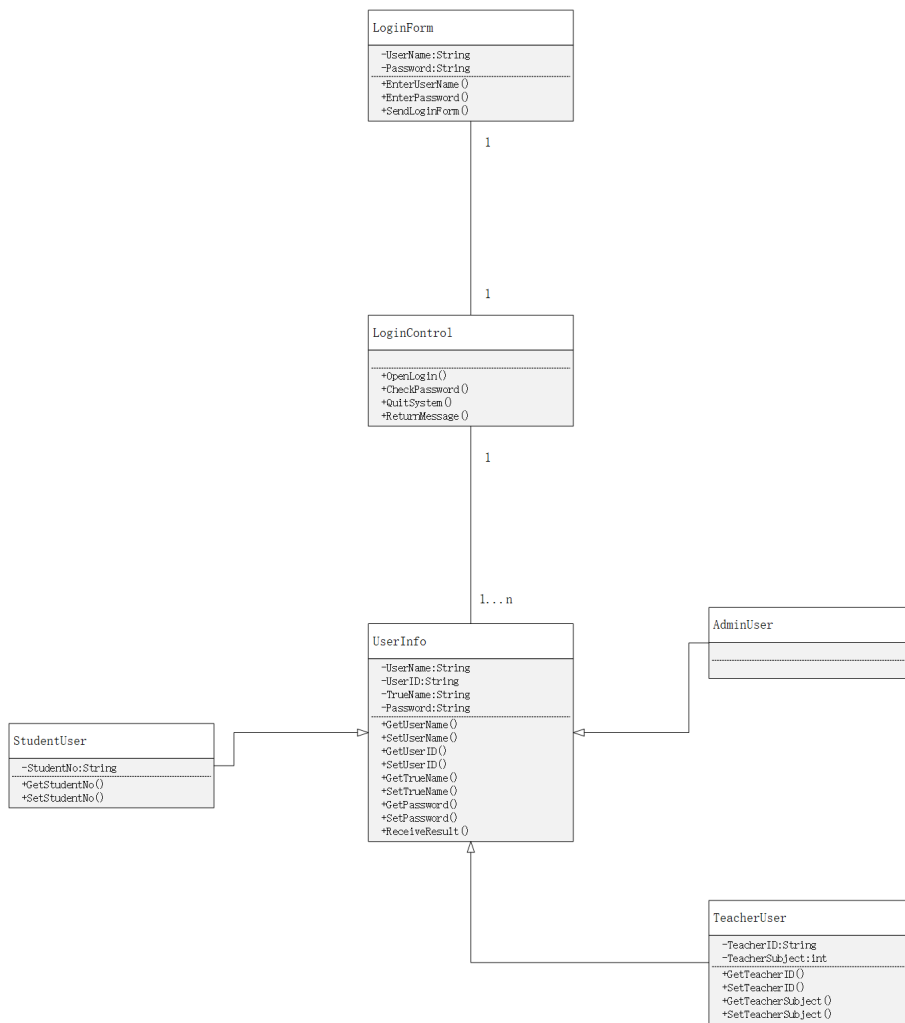 LoginForm
-UserName:String
-Password:String
+EnterUserName()
+EnterPassword()
+SendLoginForm()
1
1
LoginControl
+OpenLogin()
+CheckPassword()
+QuitSystem()
+ReturnMessage()
1
1...n
UserInfo
-UserName:String
-UserID:String
-TrueName:String
-Password:String
+GetUserName()
+SetUserName()
+GetUserID()
+SetUserID()
+GetTrueName()
+SetTrueName()
+GetPassword()
+SetPassword()
+ReceiveResult()
AdminUser
StudentUser
-StudentNo:String
+GetStudentNo()
+SetStudentNo()
TeacherUser
-TeacherID:String
-TeacherSubject:int
+GetTeacherID()
+SetTeacherID()
+GetTeacherSubject()
+SetTeacherSubject()